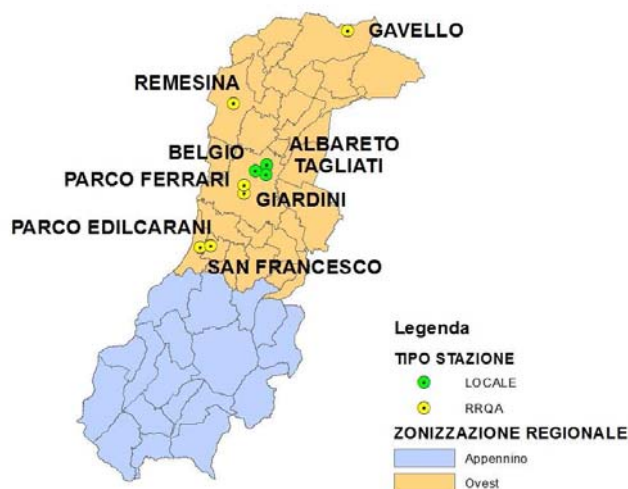 GAVELLO
REMESINA
BELGIO
ALBARETO
TAGLIATI
PARCO FERRARI
GIARDINI
PARCO EDILCARANI
SAN FRANCESCO
Legenda
TIPO STAZIONE
LOCALE
RRQA
ZONIZZAZIONE REGIONALE
Appennino
Ovest